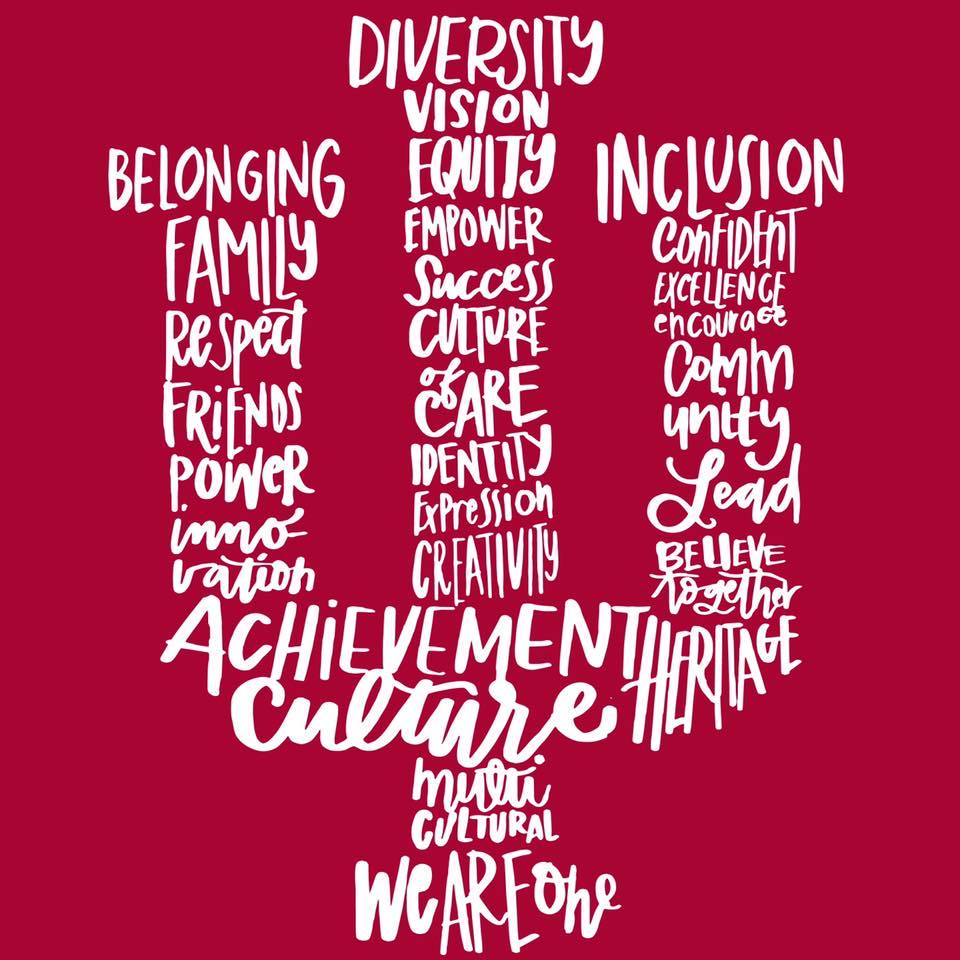 DIVERSITY
VISION
EQUITY
EMPOWER
Success
CULTURE
of
CARE
IDENTITY
Expression
CREATIVITY
BELONGING
FAMILY
Respect
FRiENDS
POWER
inno
vation
INCLUSION
ConFIDENT
EXCELLENCE
encourage
Comm
unity
Lead
BELIEVE
together
ACHiEVEMENT HERITAGE
Culture
multi
CULTURAL
We ARE One